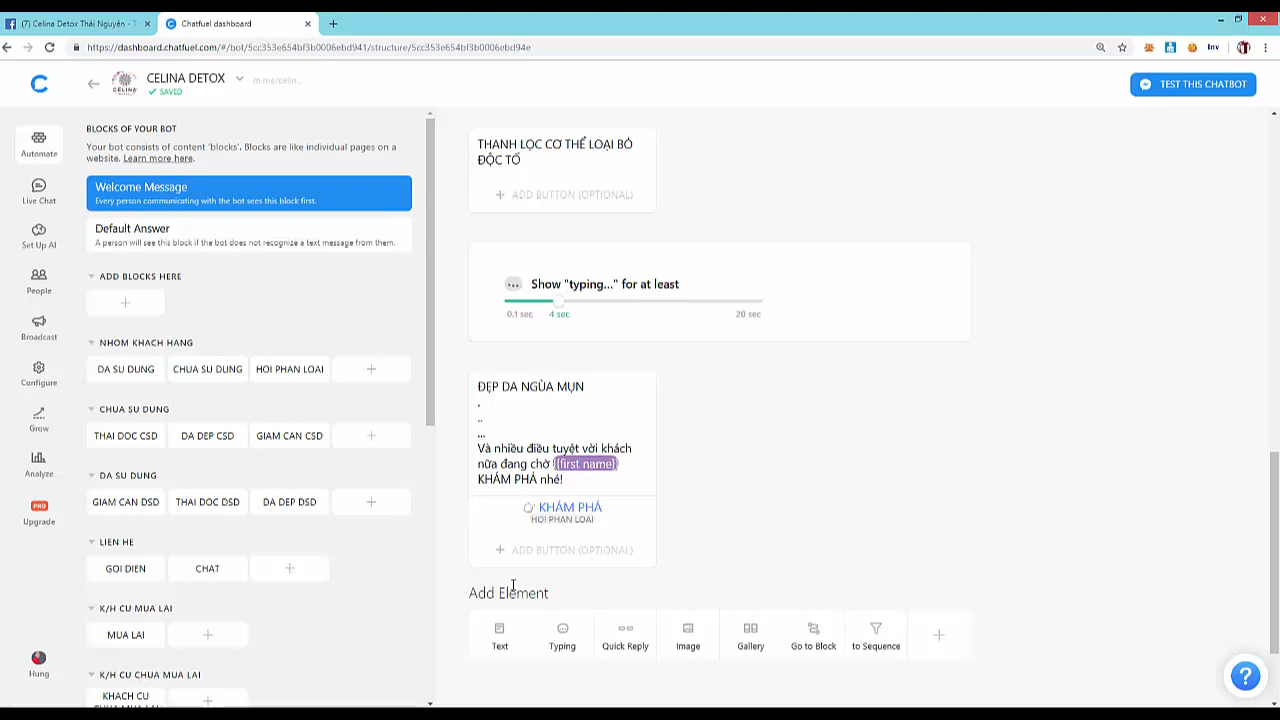 (7) Celina Detox Thái Nguyên - T
Chatfuel dashboard
https://dashboard.chatfuel.com/#/bot/5cc353e654bf3b0006ebd941/structure/5cc353e654bf3b0006ebd94e
Inv
CELINA DETOX
m.me/celin...
SAVED
CELINA
TEST THIS CHATBOT
Automate
Live Chat
Set Up AI
People
Broadcast
Configure
Grow
Analyze
PRO
Upgrade
Hung
BLOCKS OF YOUR BOT
Your bot consists of content 'blocks'. Blocks are like individual pages on a
website. Learn more here.
Welcome Message
Every person communicating with the bot sees this block first.
Default Answer
A person will see this block if the bot does not recognize a text message from them.
ADD BLOCKS HERE
NHOM KHACH HANG
DA SU DUNG
CHUA SU DUNG
HOI PHAN LOAI
CHUA SU DUNG
THAI DOC CSD
DA DEP CSD
GIAM CAN CSD
DA SU DUNG
GIAM CAN DSD
THAI DOC DSD
DA DEP DSD
LIEN HE
GOI DIEN
CHAT
K/H CU MUA LAI
MUA LAI
K/H CU CHUA MUA LAI
KHACH CU
THANH LỌC CƠ THỂ LOẠI BỎ
ĐỘC TỐ
+ ADD BUTTON (OPTIONAL)
Show "typing..." for at least
0.1 sec
4 sec
20 sec
ĐẸP DA NGỪA MỤN
.
..
...
Và nhiều điều tuyệt vời khách
nữa đang chờ {{first name}}
KHÁM PHÁ nhé!
KHÁM PHÁ
HOI PHAN LOAI
+ ADD BUTTON (OPTIONAL)
Add Element
Text
Typing
Quick Reply
Image
Gallery
Go to Block
to Sequence